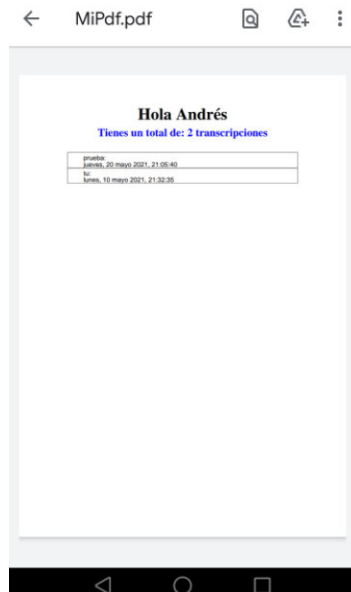 MiPdf.pdf
Hola Andrés
Tienes un total de: 2 transcripciones
prueba:
jueves, 20 mayo 2021, 21:05:40
tu:
lunes, 10 mayo 2021, 21:32:35